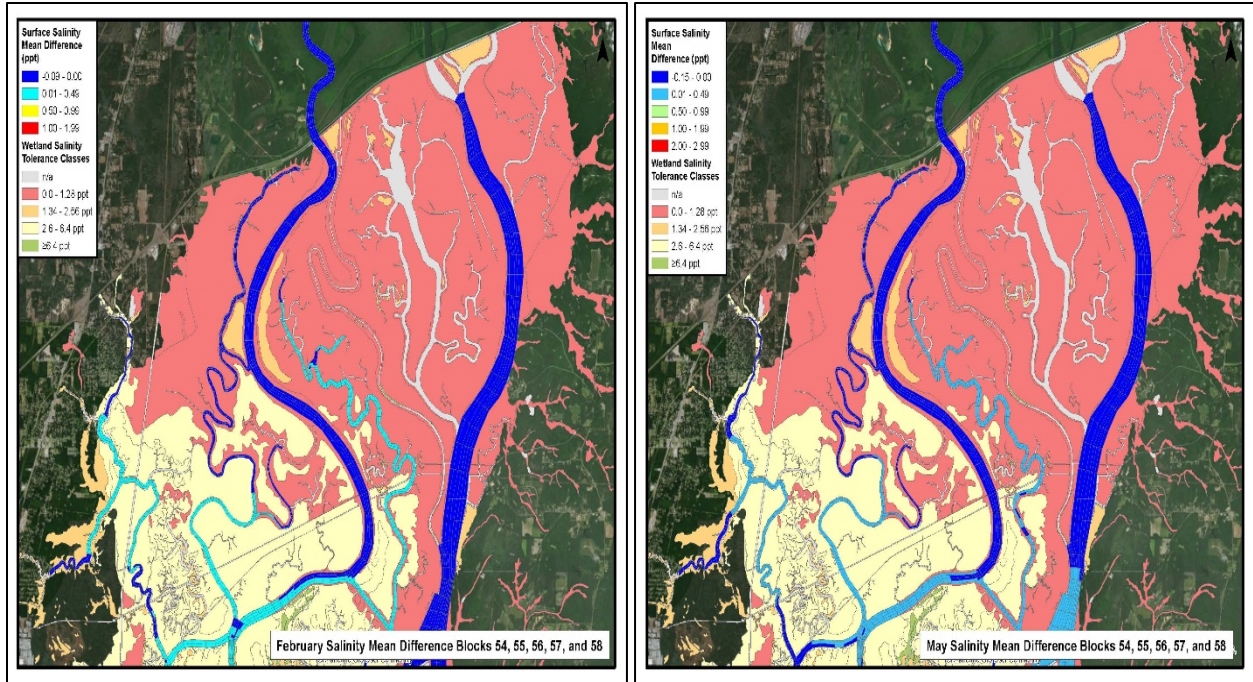 Surface Salinity
Mean Difference
(ppt)
-0.09 - 0.00
0.01 - 0.49
0.50 - 0.99
1.00 - 1.99
Wetland Salinity
Tolerance Classes
n/a
0.0 - 1.28 ppt
1.34 - 2.56 ppt
2.6 - 6.4 ppt
≥6.4 ppt
February Salinity Mean Difference Blocks 54, 55, 56, 57, and 58
Surface Salinity
Mean
Difference (ppt)
-0.15 - 0.00
0.01 - 0.49
0.50 - 0.99
1.00 - 1.99
2.00 - 2.99
Wetland Salinity
Tolerance Classes
n/a
0.0 - 1.28 ppt
1.34 - 2.56 ppt
2.6 - 6.4 ppt
≥6.4 ppt
May Salinity Mean Difference Blocks 54, 55, 56, 57, and 58